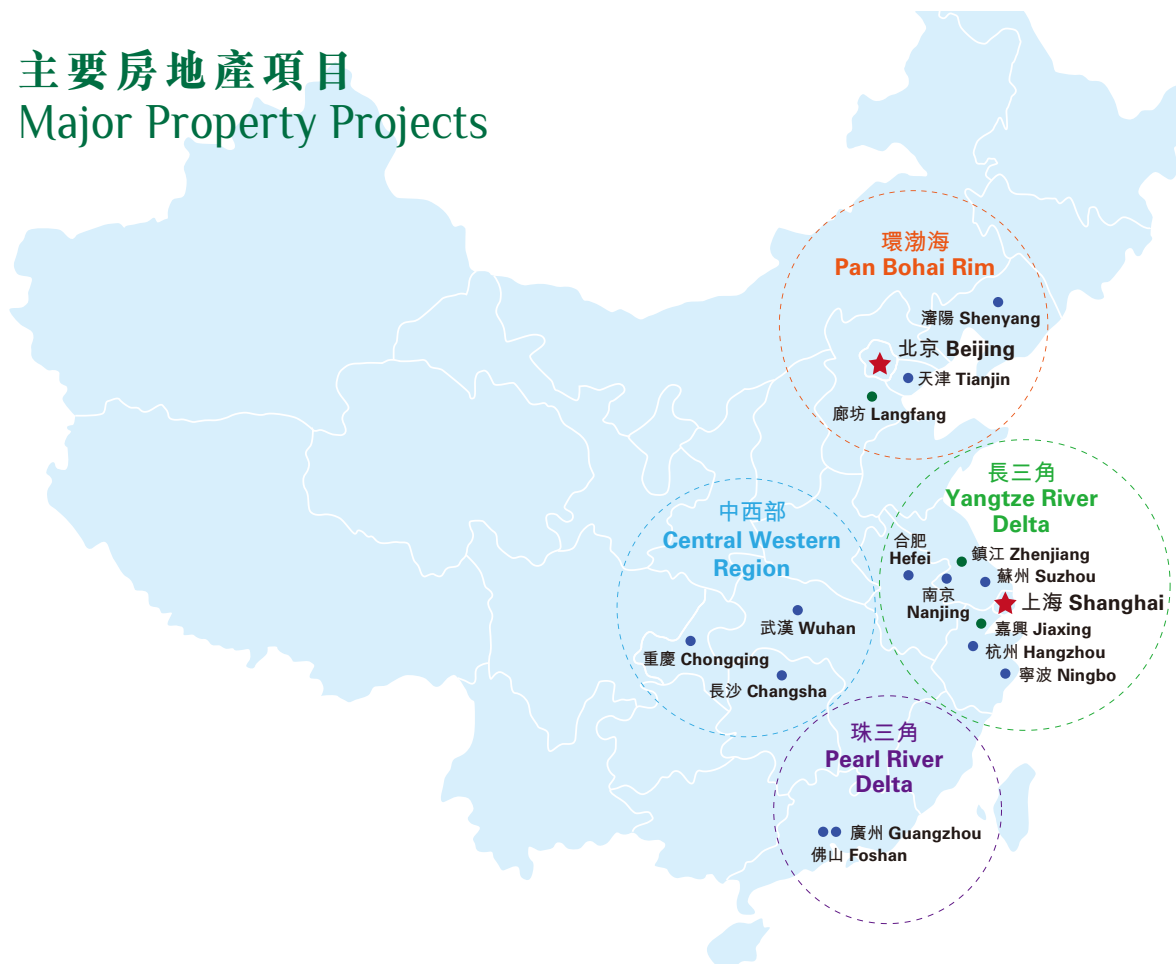 主要房地產項目
Major Property Projects
環渤海
Pan Bohai Rim
瀋陽 Shenyang
北京 Beijing
天津 Tianjin
廊坊 Langfang
長三角
Yangtze River
Delta
合肥
Hefei
鎮江 Zhenjiang
蘇州 Suzhou
南京
Nanjing
上海 Shanghai
嘉興 Jiaxing
杭州 Hangzhou
寧波 Ningbo
中西部
Central Western
Region
武漢 Wuhan
重慶 Chongqing
長沙 Changsha
珠三角
Pearl River
Delta
廣州 Guangzhou
佛山 Foshan